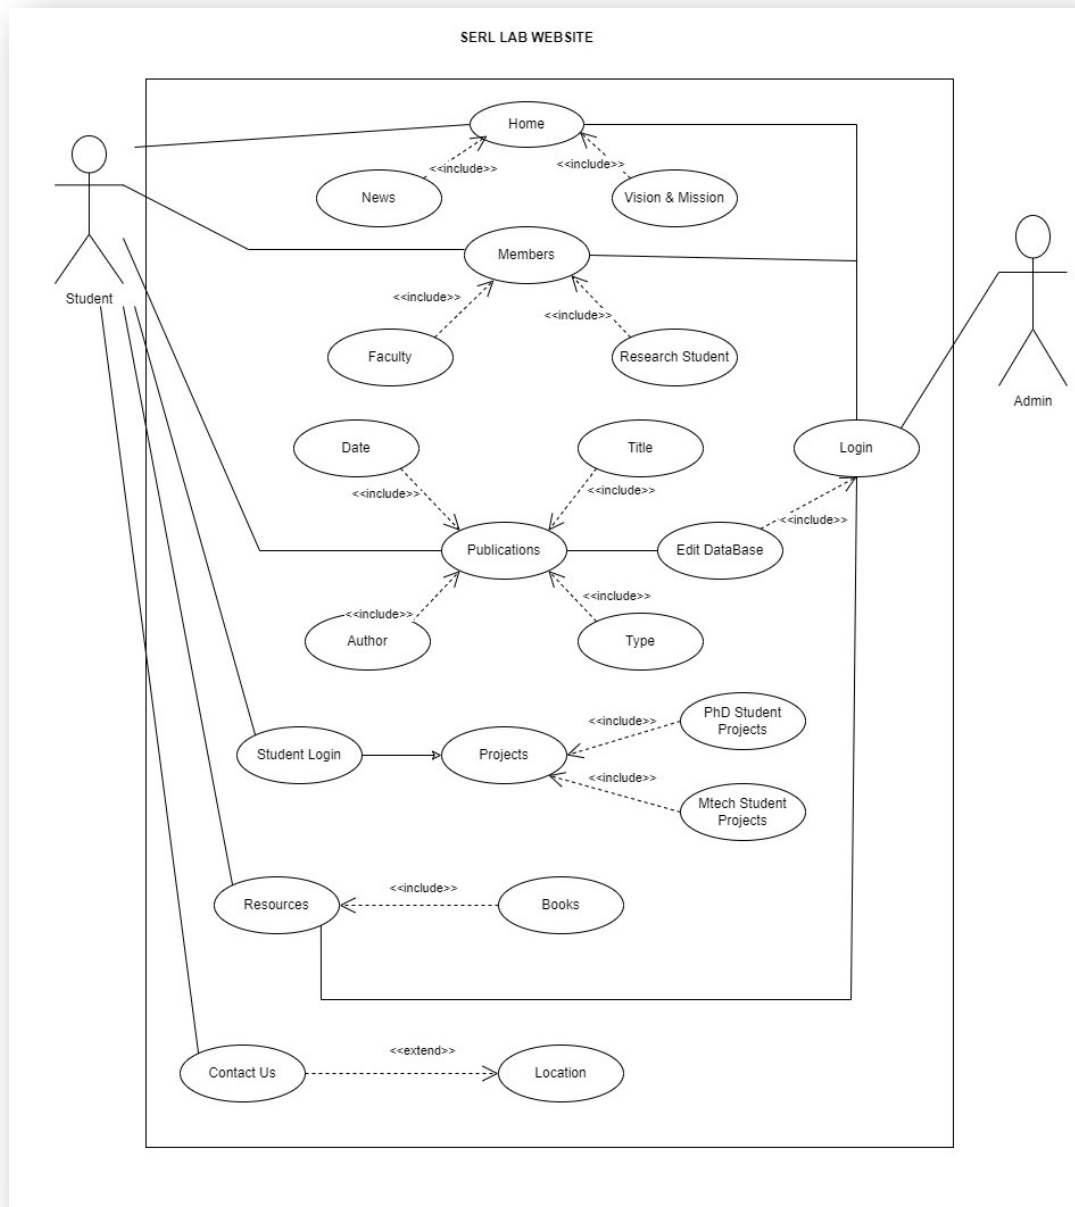 SERL LAB WEBSITE
Home
<<include>>
<<include>>
News
Vision & Mission
Members
Student
<<include>>
<<include>>
Faculty
Research Student
Admin
Date
Title
Login
<<include>>
<<include>>
<<include>>
Publications
Edit DataBase
<<include>>
<<include>>
Author
Type
PhD Student
Projects
<<include>>
Student Login
Projects
<<include>>
Mtech Student
Projects
Resources
<<include>>
Books
<<extend>>
Contact Us
Location